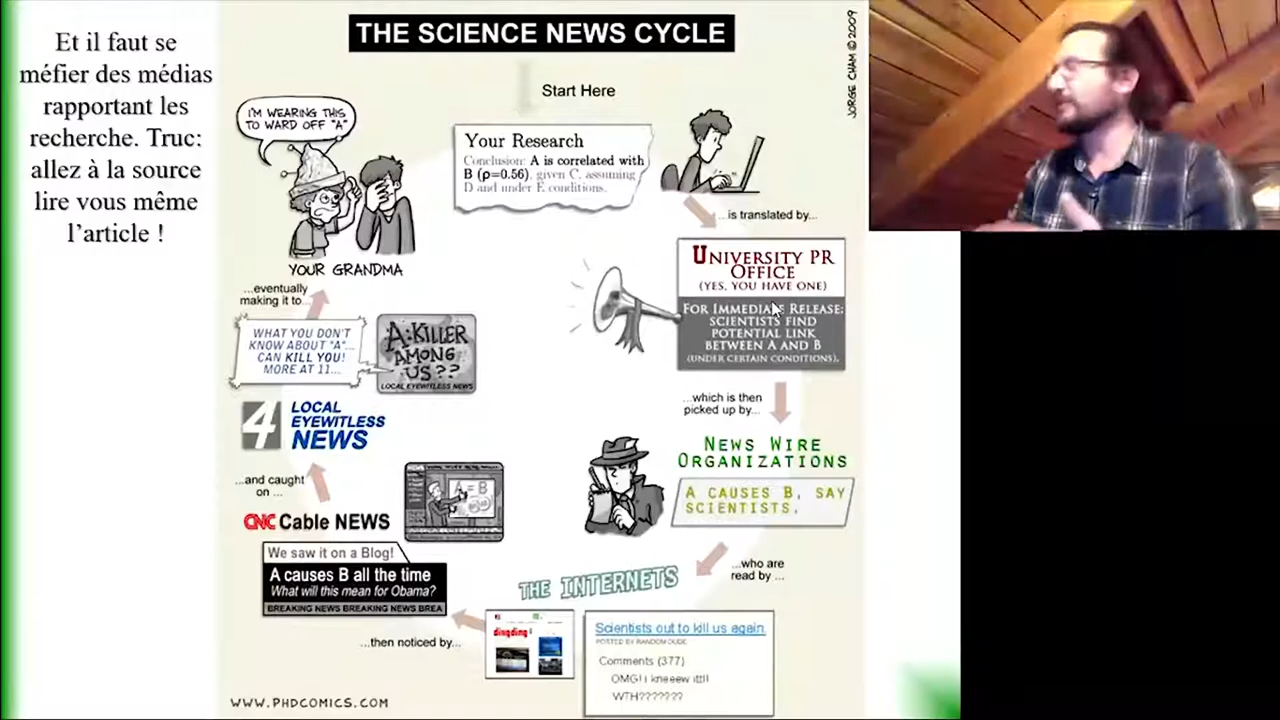 Et il faut se
méfier des médias
rapportant les
recherche. Truc:
allez à la source
lire vous même
l'article !
THE SCIENCE NEWS CYCLE
JORGE CHAM © 2009
Start Here
I'M WEARING THIS
TO WARD OFF "A"
YOUR GRANDMA
Your Research
Conclusion: A is correlated with
B (ρ=0.56), given C, assuming
D and under E conditions.
...is translated by...
UNIVERSITY PR
OFFICE
(YES, YOU HAVE ONE)
FOR IMMEDIATE RELEASE:
SCIENTISTS FIND
POTENTIAL LINK
BETWEEN A AND B
(UNDER CERTAIN CONDITIONS).
...which is then
picked up by...
NEWS WIRE
ORGANIZATIONS
A CAUSES B, SAY
SCIENTISTS.
...who are
read by ...
THE INTERNETS
Scientists out to kill us again.
POSTED BY RANDOM DUDE
Comments (377)
OMG! i kneeew itt!!
WTH???????
dingding
...then noticed by...
We saw it on a Blog!
A causes B all the time
What will this mean for Obama?
BREAKING NEWS BREAKING NEWS BREA
CNC Cable NEWS
NEWS
A = B
...and caught
on ...
4 LOCAL
EYEWITLESS
NEWS
WHAT YOU DON'T
KNOW ABOUT "A"...
CAN KILL YOU!
MORE AT 11...
A: KILLER
AMONG
US??
LOCAL EYEWITLESS NEWS
...eventually
making it to...
WWW.PHDCOMICS.COM